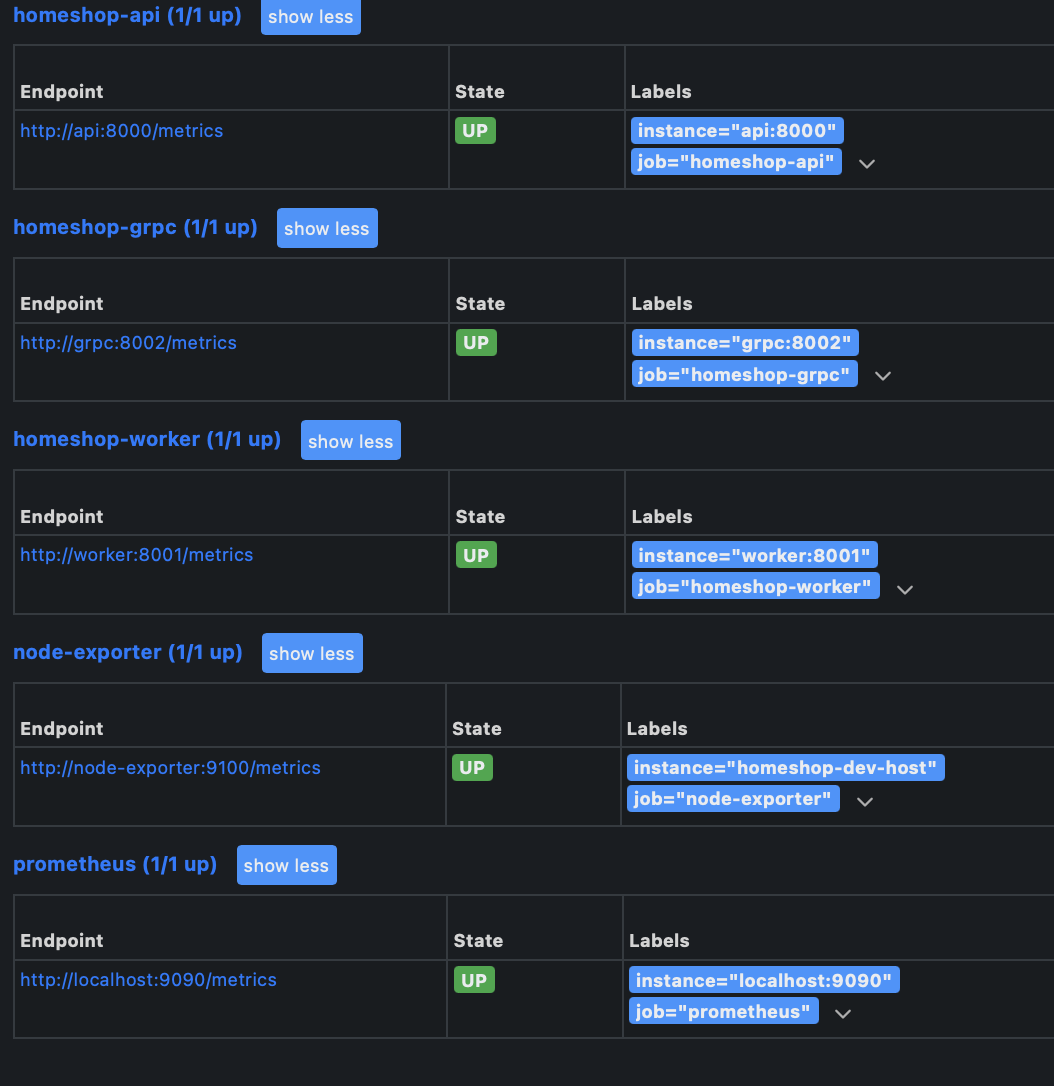 homeshop-api (1/1 up) show less
Endpoint State Labels
http://api:8000/metrics UP instance="api:8000"
job="homeshop-api"
homeshop-grpc (1/1 up) show less
Endpoint State Labels
http://grpc:8002/metrics UP instance="grpc:8002"
job="homeshop-grpc"
homeshop-worker (1/1 up) show less
Endpoint State Labels
http://worker:8001/metrics UP instance="worker:8001"
job="homeshop-worker"
node-exporter (1/1 up) show less
Endpoint State Labels
http://node-exporter:9100/metrics UP instance="homeshop-dev-host"
job="node-exporter"
prometheus (1/1 up) show less
Endpoint State Labels
http://localhost:9090/metrics UP instance="localhost:9090"
job="prometheus"